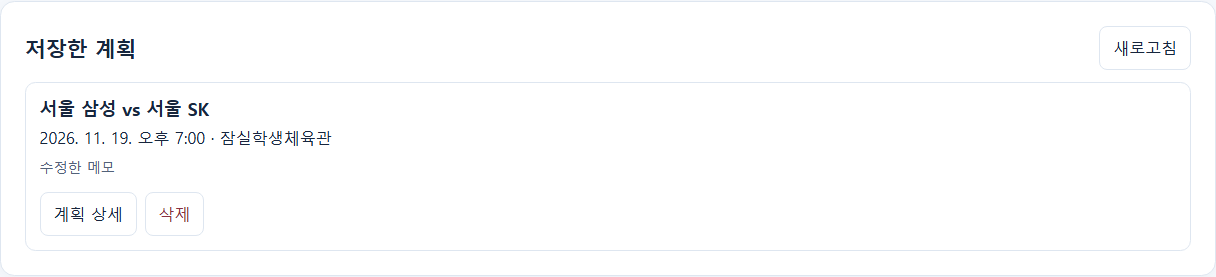 저장한 계획
새로고침
서울 삼성 vs 서울 SK
2026. 11. 19. 오후 7:00 · 잠실학생체육관
수정한 메모
계획 상세
삭제